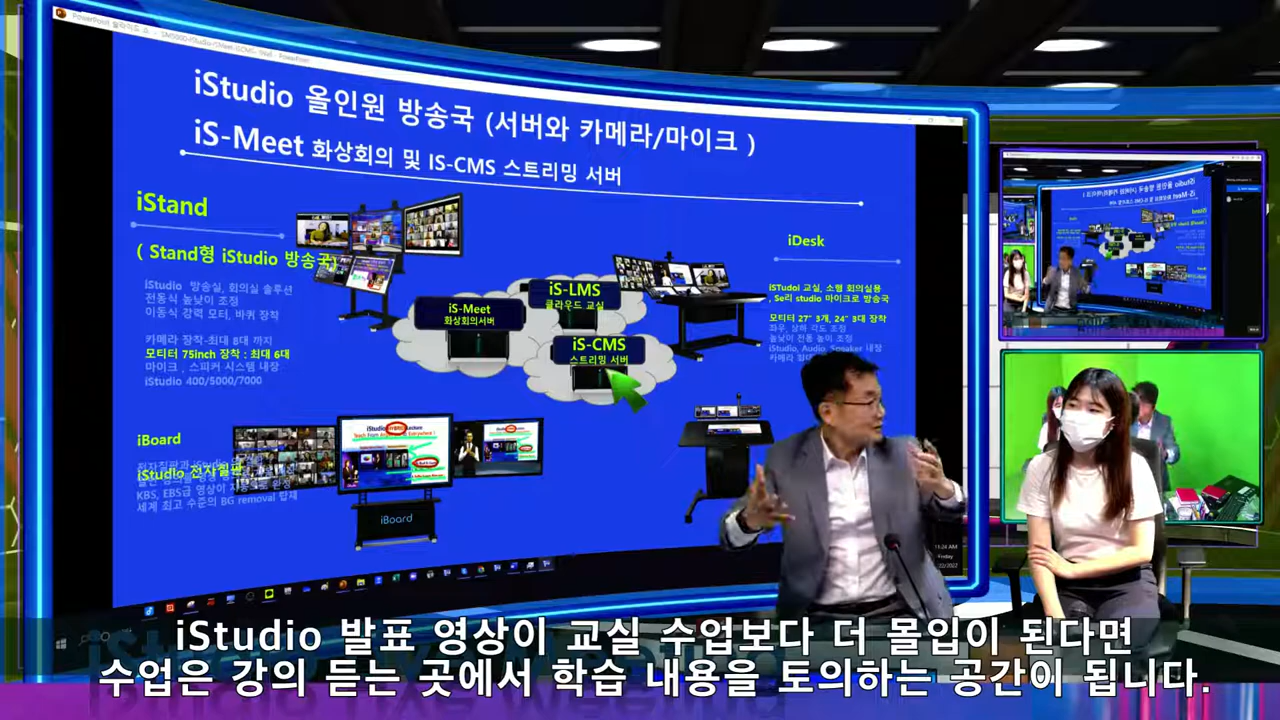 iStudio 올인원 방송국 (서버와 카메라/마이크 )
iS-Meet 화상회의 및 IS-CMS 스트리밍 서버
iStand
( Stand형 iStudio 방송국)
iStudio 방송실, 회의실 솔루션
전동식 높낮이 조정
이동식 강력 모터, 바퀴 장착
카메라 장착-최대 8대 까지
모티터 75inch 장착 : 최대 6대
마이크 , 스피커 시스템 내장
iStudio 400/5000/7000
iS-Meet
화상회의서버
iS-LMS
클라우드 교실
iS-CMS
스트리밍 서버
iDesk
iSTudai 교실, 소형 회의실용
, Se리 studio 마이크로 방송국
모티터 27" 3개, 24" 3대 장착
좌우, 상하 각도 조정
높낮이 전동 높이 조정
iStudio, Audio, Speaker 내장
카메라
iBoard
iStudio 전자칠판
KBS, EBS급 영상이
세계 최고 수준의 BG removal 탑재
iBoard
11:24 AM
Friday
iStudio 발표 영상이 교실 수업보다 더 몰입이 된다면
수업은 강의 듣는 곳에서 학습 내용을 토의하는 공간이 됩니다.